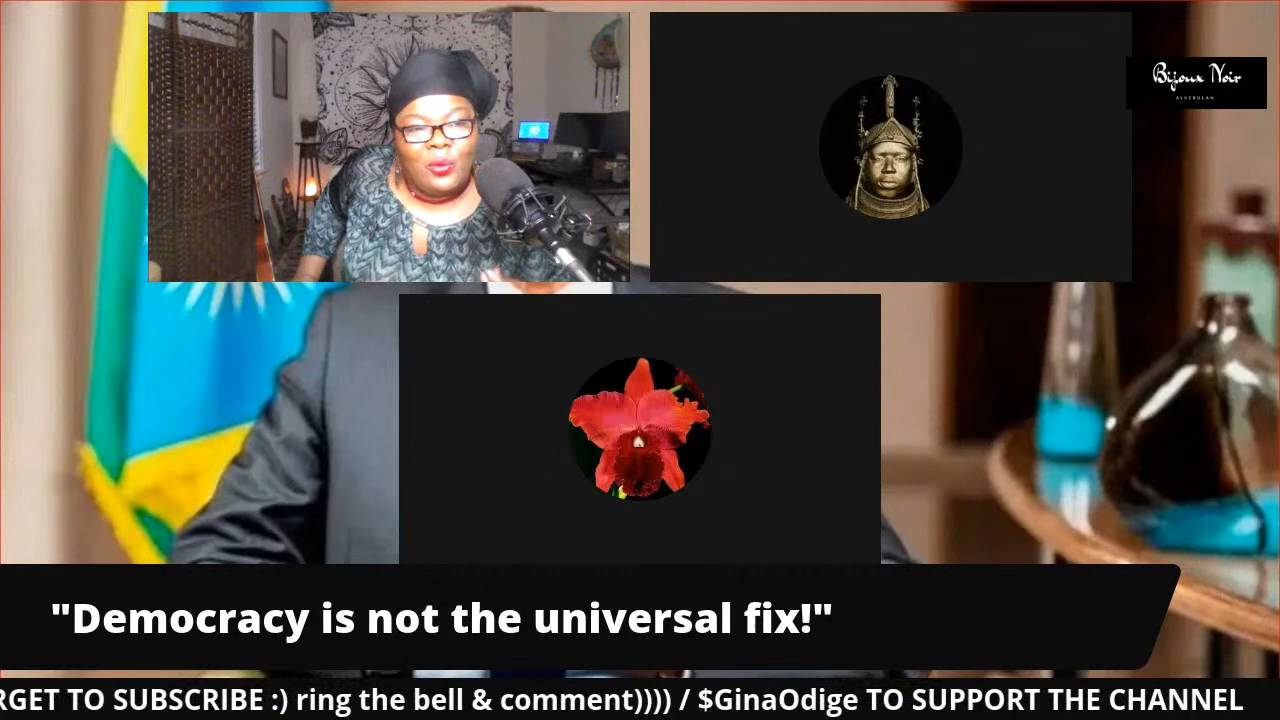 Bijoux Noir
ALKEBULAN
"Democracy is not the universal fix!"
RGET TO SUBSCRIBE :) ring the bell & comment)))) / $GinaOdige TO SUPPORT THE CHANNEL